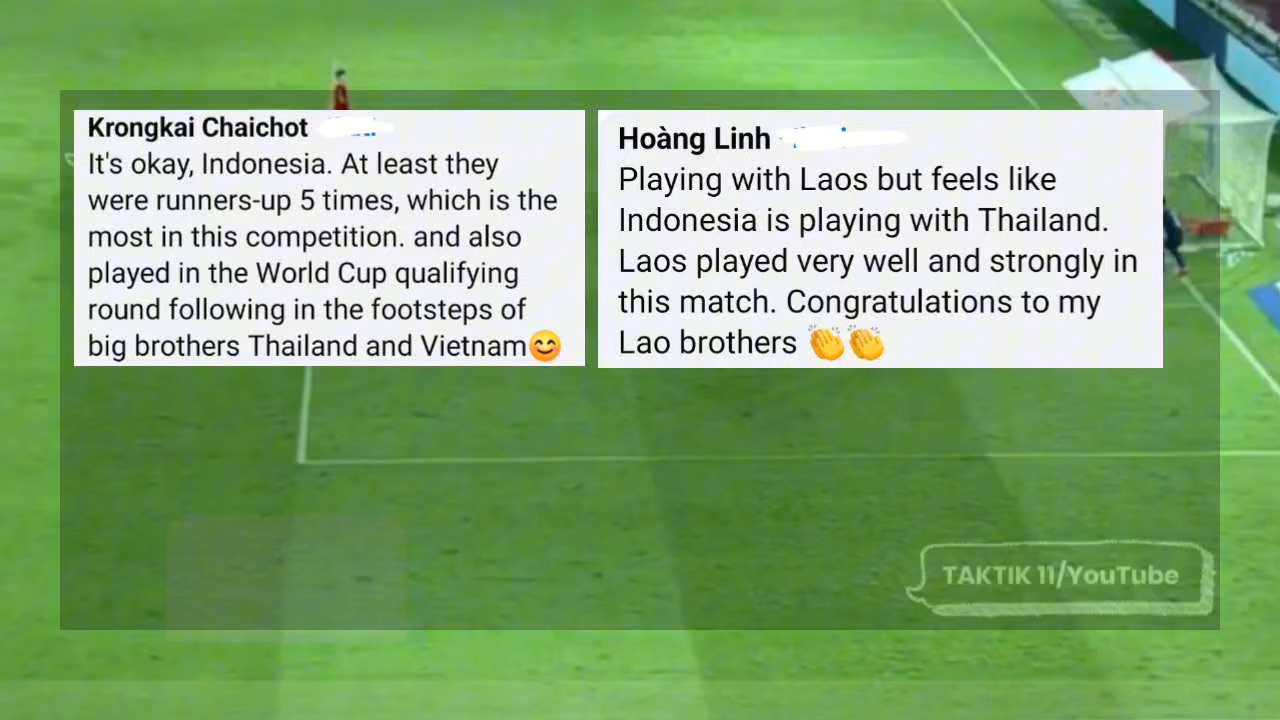 Krongkai Chaichot
It's okay, Indonesia. At least they
were runners-up 5 times, which is the
most in this competition. and also
played in the World Cup qualifying
round following in the footsteps of
big brothers Thailand and Vietnam😊
Hoàng Linh
Playing with Laos but feels like
Indonesia is playing with Thailand.
Laos played very well and strongly in
this match. Congratulations to my
Lao brothers 👏👏
TAKTIK 11/YouTube